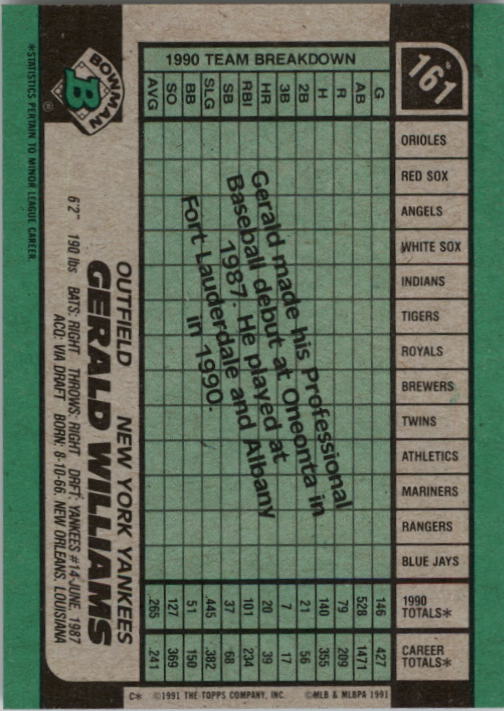 161
BOWMAN
B
®
OUTFIELD NEW YORK YANKEES
GERALD WILLIAMS
6'2" 190 lbs BATS: RIGHT THROWS: RIGHT DRFT: YANKEES #14-JUNE, 1987
ACQ: VIA DRAFT BORN: 8-10-66, NEW ORLEANS, LOUISIANA
*STATISTICS PERTAIN TO MINOR LEAGUE CAREER.
1990 TEAM BREAKDOWN
G AB R H 2B 3B HR RBI SB SLG BB SO AVG
ORIOLES
RED SOX
ANGELS
WHITE SOX
INDIANS
TIGERS
ROYALS
BREWERS
TWINS
ATHLETICS
MARINERS
RANGERS
BLUE JAYS
1990 TOTALS* 146 528 79 140 21 7 20 101 37 .445 51 127 .265
CAREER TOTALS* 427 1471 209 355 56 17 39 234 68 .382 150 369 .241
Gerald made his Professional
Baseball debut at Oneonta in
1987. He played at
Fort Lauderdale and Albany
in 1990.
C* ©1991 THE TOPPS COMPANY, INC. ©MLB & MLBPA 1991